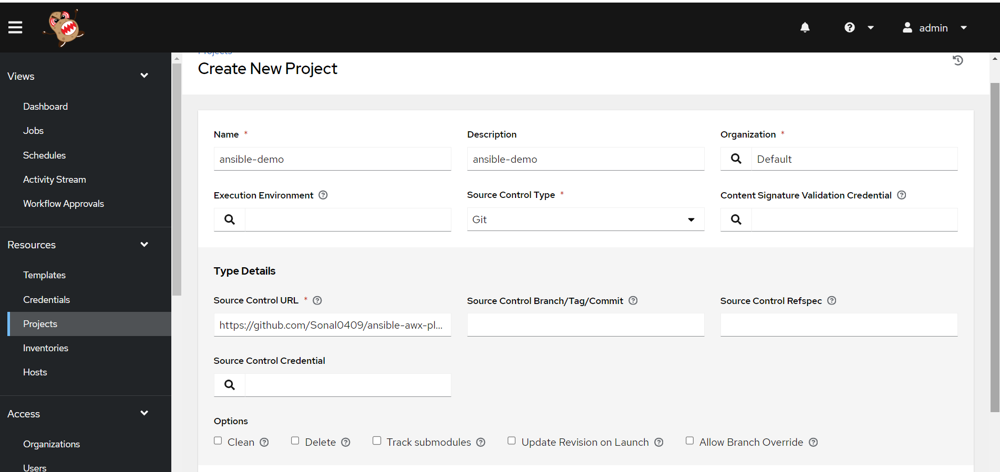 admin
Views
Dashboard
Jobs
Schedules
Activity Stream
Workflow Approvals
Resources
Templates
Credentials
Projects
Inventories
Hosts
Access
Organizations
Users
Projects
Create New Project
Name * Description Organization *
ansible-demo ansible-demo Default
Execution Environment Source Control Type * Content Signature Validation Credential
Git
Type Details
Source Control URL * Source Control Branch/Tag/Commit Source Control Refspec
https://github.com/Sonal0409/ansible-awx-pl...
Source Control Credential
Options
Clean Delete Track submodules Update Revision on Launch Allow Branch Override